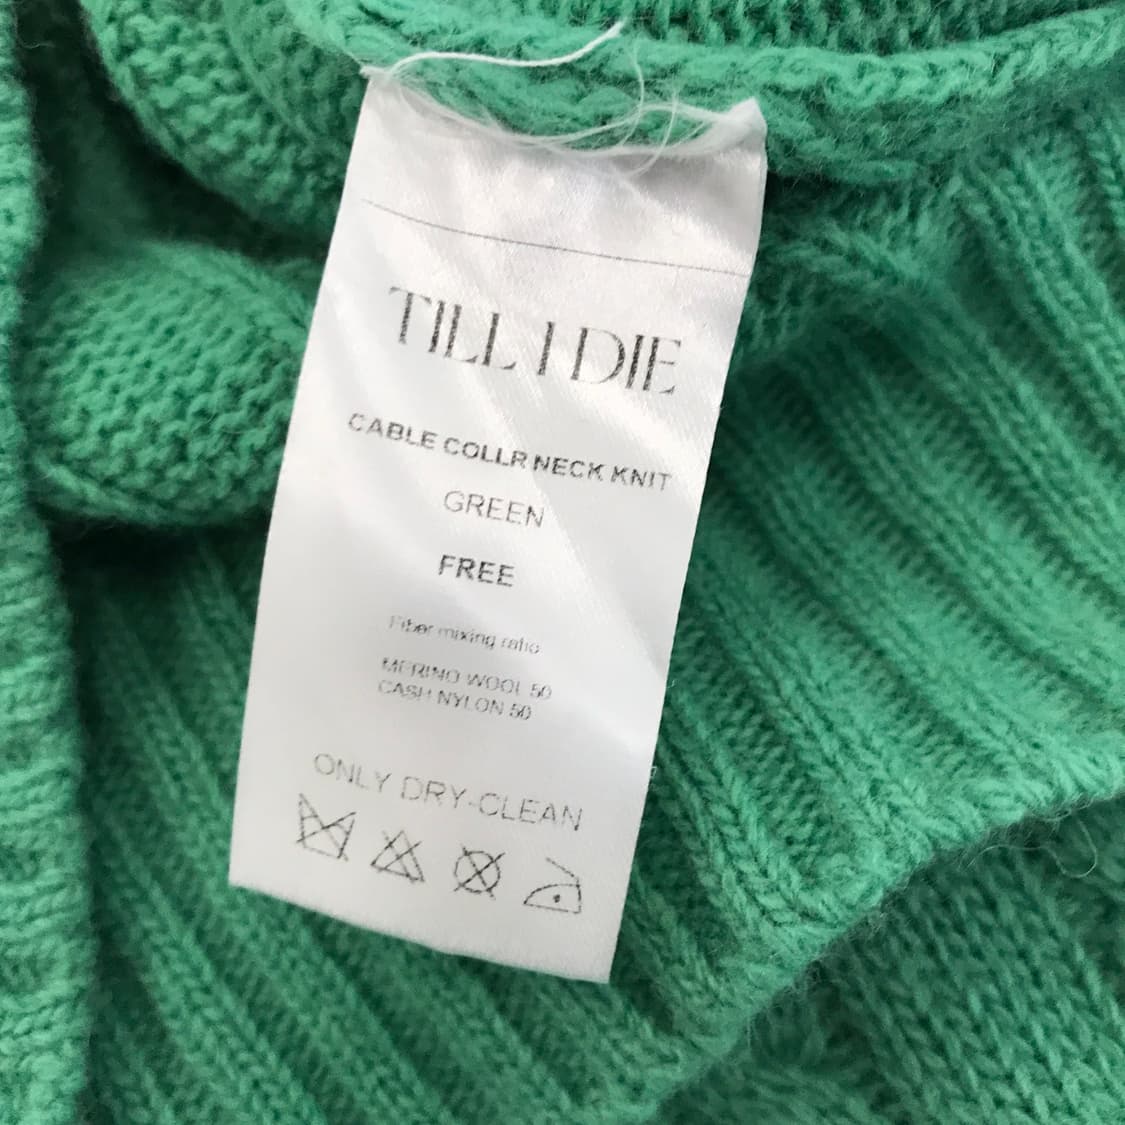 TILL I DIE
CABLE COLLR NECK KNIT
GREEN
FREE
Fiber mixing ratio
MERINO WOOL 50
CASH NYLON 50
ONLY DRY-CLEAN